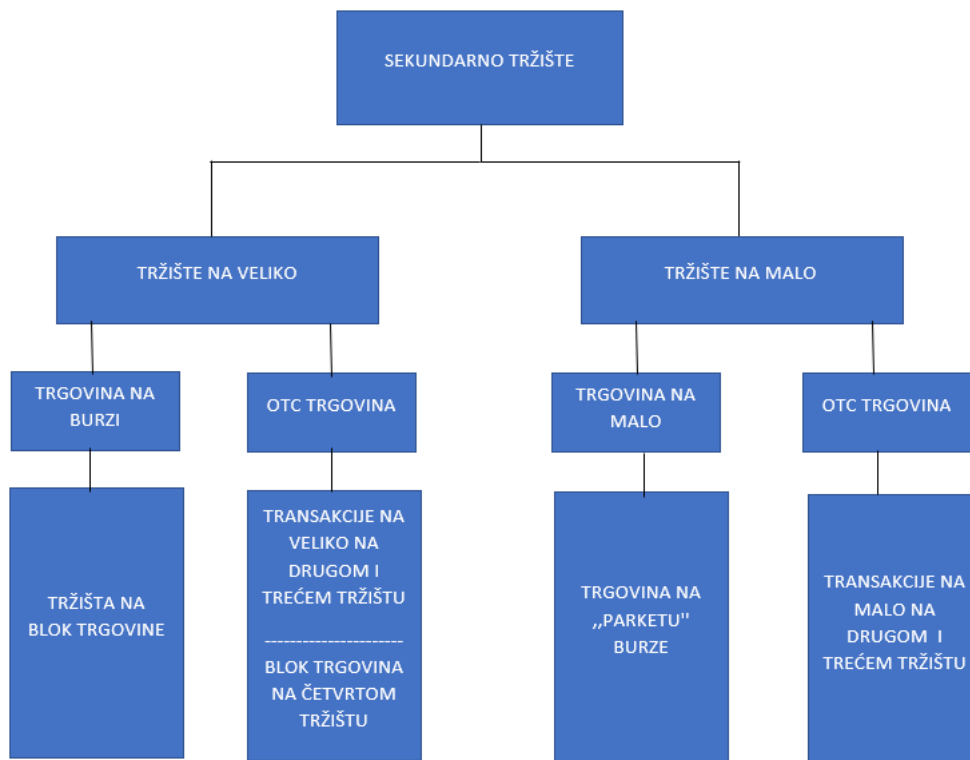 SEKUNDARNO TRŽIŠTE
TRŽIŠTE NA VELIKO
TRŽIŠTE NA MALO
TRGOVINA NA
BURZI
OTC TRGOVINA
TRGOVINA NA
MALO
OTC TRGOVINA
TRŽIŠTA NA
BLOK TRGOVINE
TRANSAKCIJE NA
VELIKO NA
DRUGOM I
TREĆEM TRŽIŠTU
----------------------
BLOK TRGOVINA
NA ČETVRTOM
TRŽIŠTU
TRGOVINA NA
,,PARKETU"
BURZE
TRANSAKCIJE NA
MALO NA
DRUGOM I
TREĆEM TRŽIŠTU